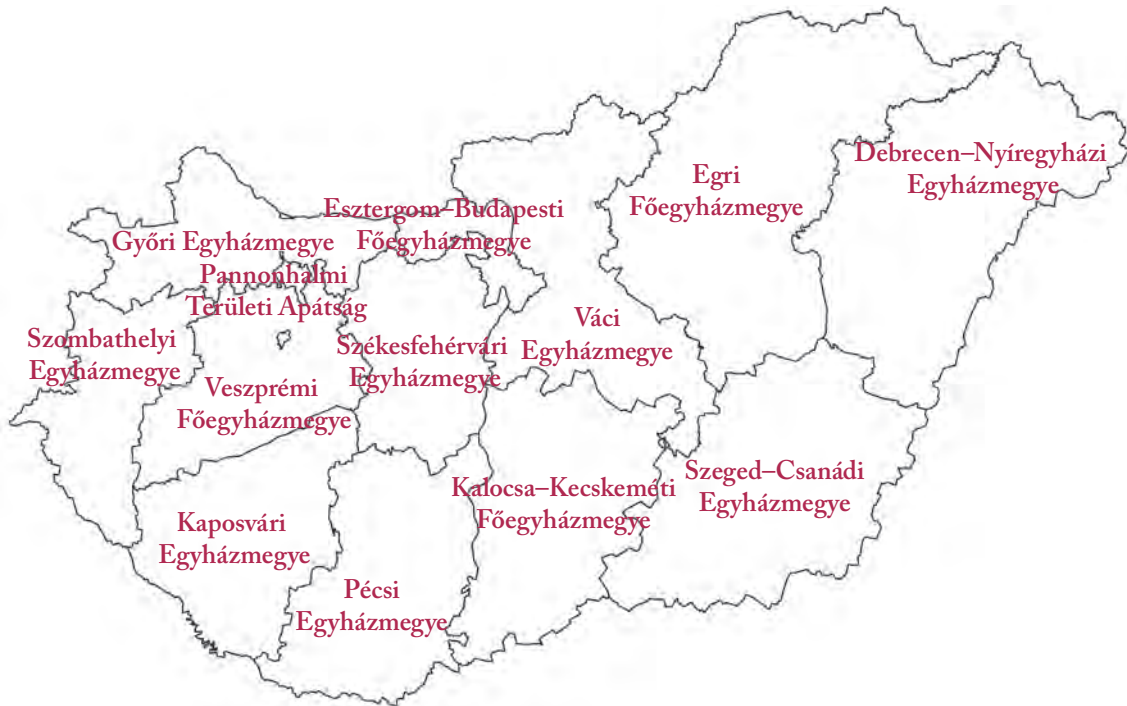 Debrecen–Nyíregyházi
Egyházmegye
Egri
Főegyházmegye
Esztergom–Budapesti
Főegyházmegye
Győri Egyházmegye
Pannonhalmi
Területi Apátság
Szombathelyi
Egyházmegye
Veszprémi
Főegyházmegye
Székesfehérvári
Egyházmegye
Váci
Egyházmegye
Kalocsa–Kecskeméti
Főegyházmegye
Szeged–Csanádi
Egyházmegye
Kaposvári
Egyházmegye
Pécsi
Egyházmegye